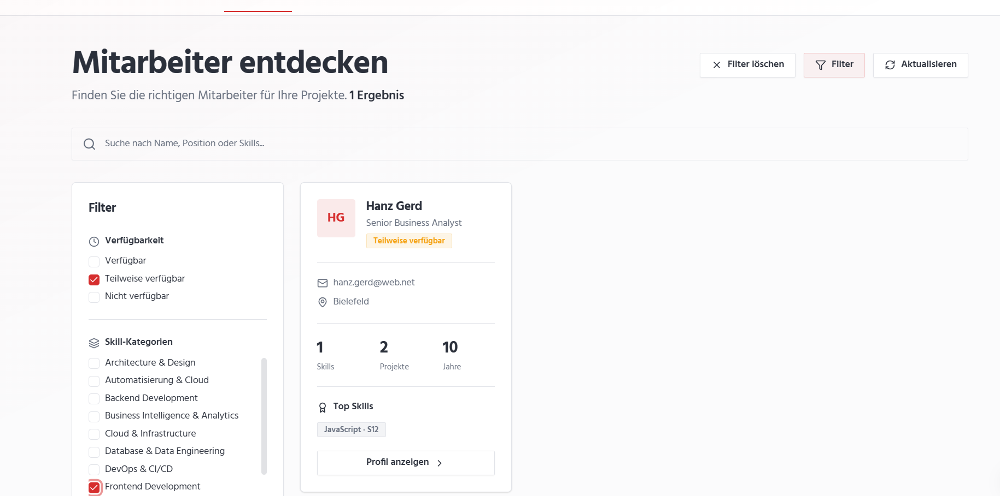 Mitarbeiter entdecken
Finden Sie die richtigen Mitarbeiter für Ihre Projekte. 1 Ergebnis
Filter löschen
Filter
Aktualisieren
Suche nach Name, Position oder Skills...
Filter
Verfügbarkeit
Verfügbar
Teilweise verfügbar
Nicht verfügbar
Skill-Kategorien
Architecture & Design
Automatisierung & Cloud
Backend Development
Business Intelligence & Analytics
Cloud & Infrastructure
Database & Data Engineering
DevOps & CI/CD
Frontend Development
HG
Hanz Gerd
Senior Business Analyst
Teilweise verfügbar
hanz.gerd@web.net
Bielefeld
1 2 10
Skills Projekte Jahre
Top Skills
JavaScript · S12
Profil anzeigen